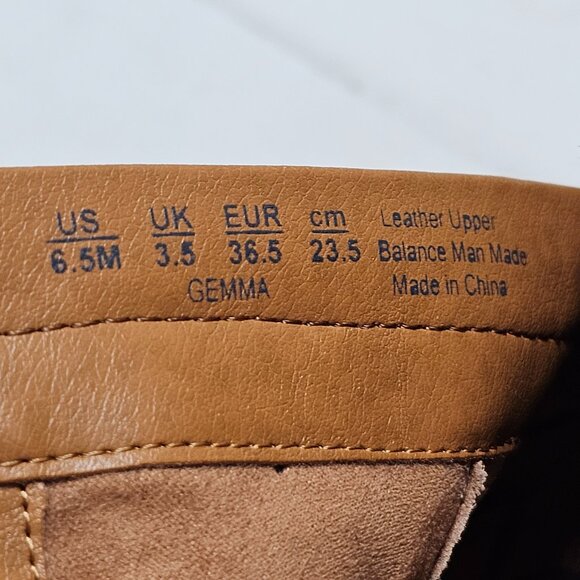 US UK EUR cm Leather Upper
6.5M 3.5 36.5 23.5 Balance Man Made
GEMMA Made in China